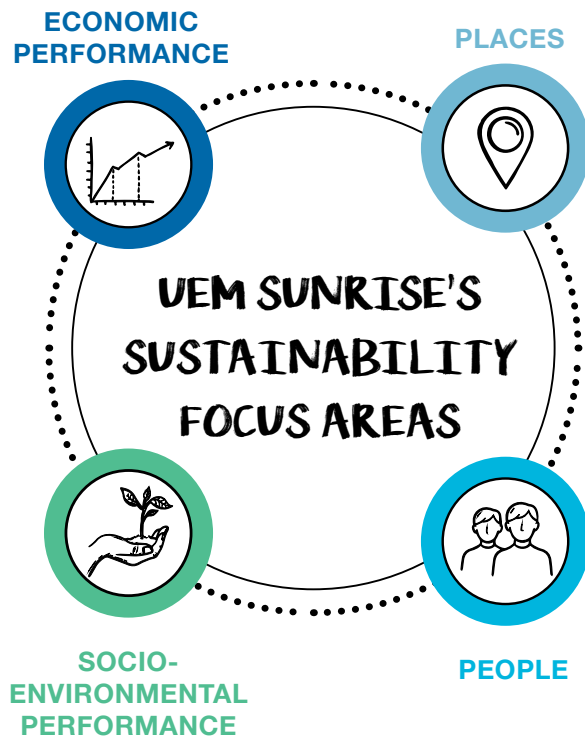 ECONOMIC
PERFORMANCE
PLACES
UEM SUNRISE'S
SUSTAINABILITY
FOCUS AREAS
SOCIO-
ENVIRONMENTAL
PERFORMANCE
PEOPLE